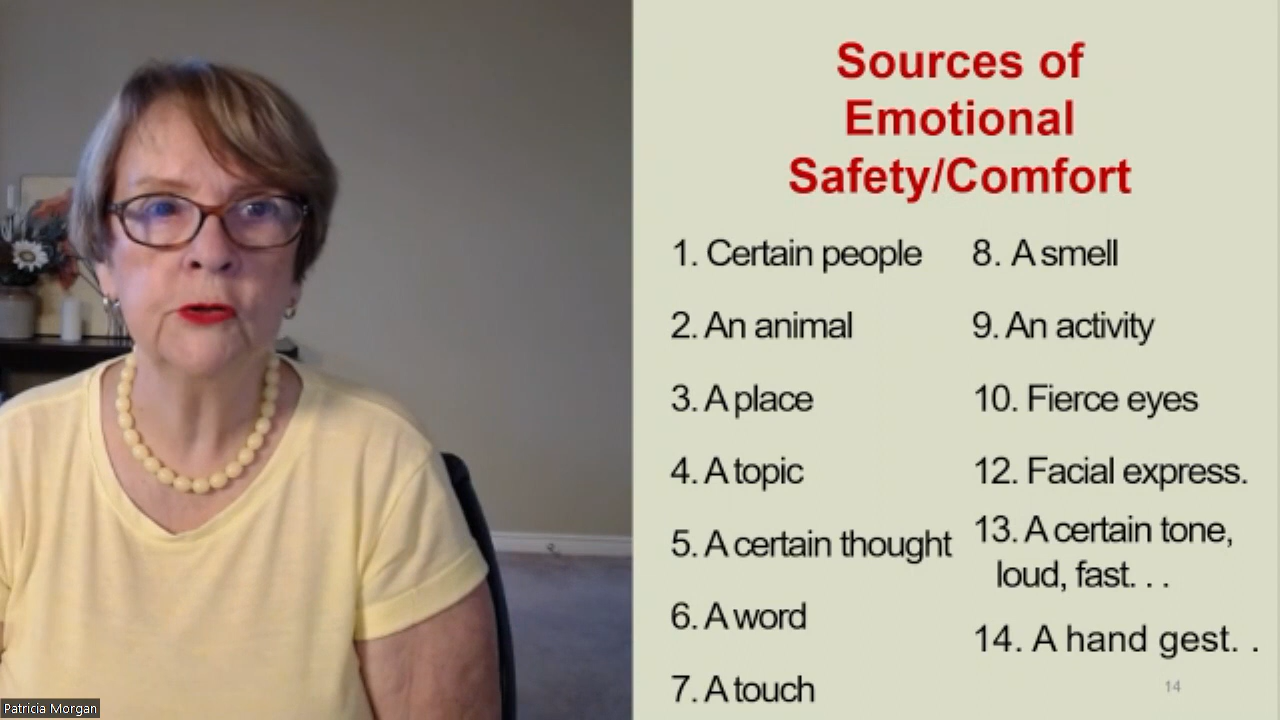 Sources of
Emotional
Safety/Comfort
1. Certain people
2. An animal
3. A place
4. A topic
5. A certain thought
6. A word
7. A touch
8. A smell
9. An activity
10. Fierce eyes
12. Facial express.
13. A certain tone,
loud, fast. . .
14. A hand gest. .
14
Patricia Morgan